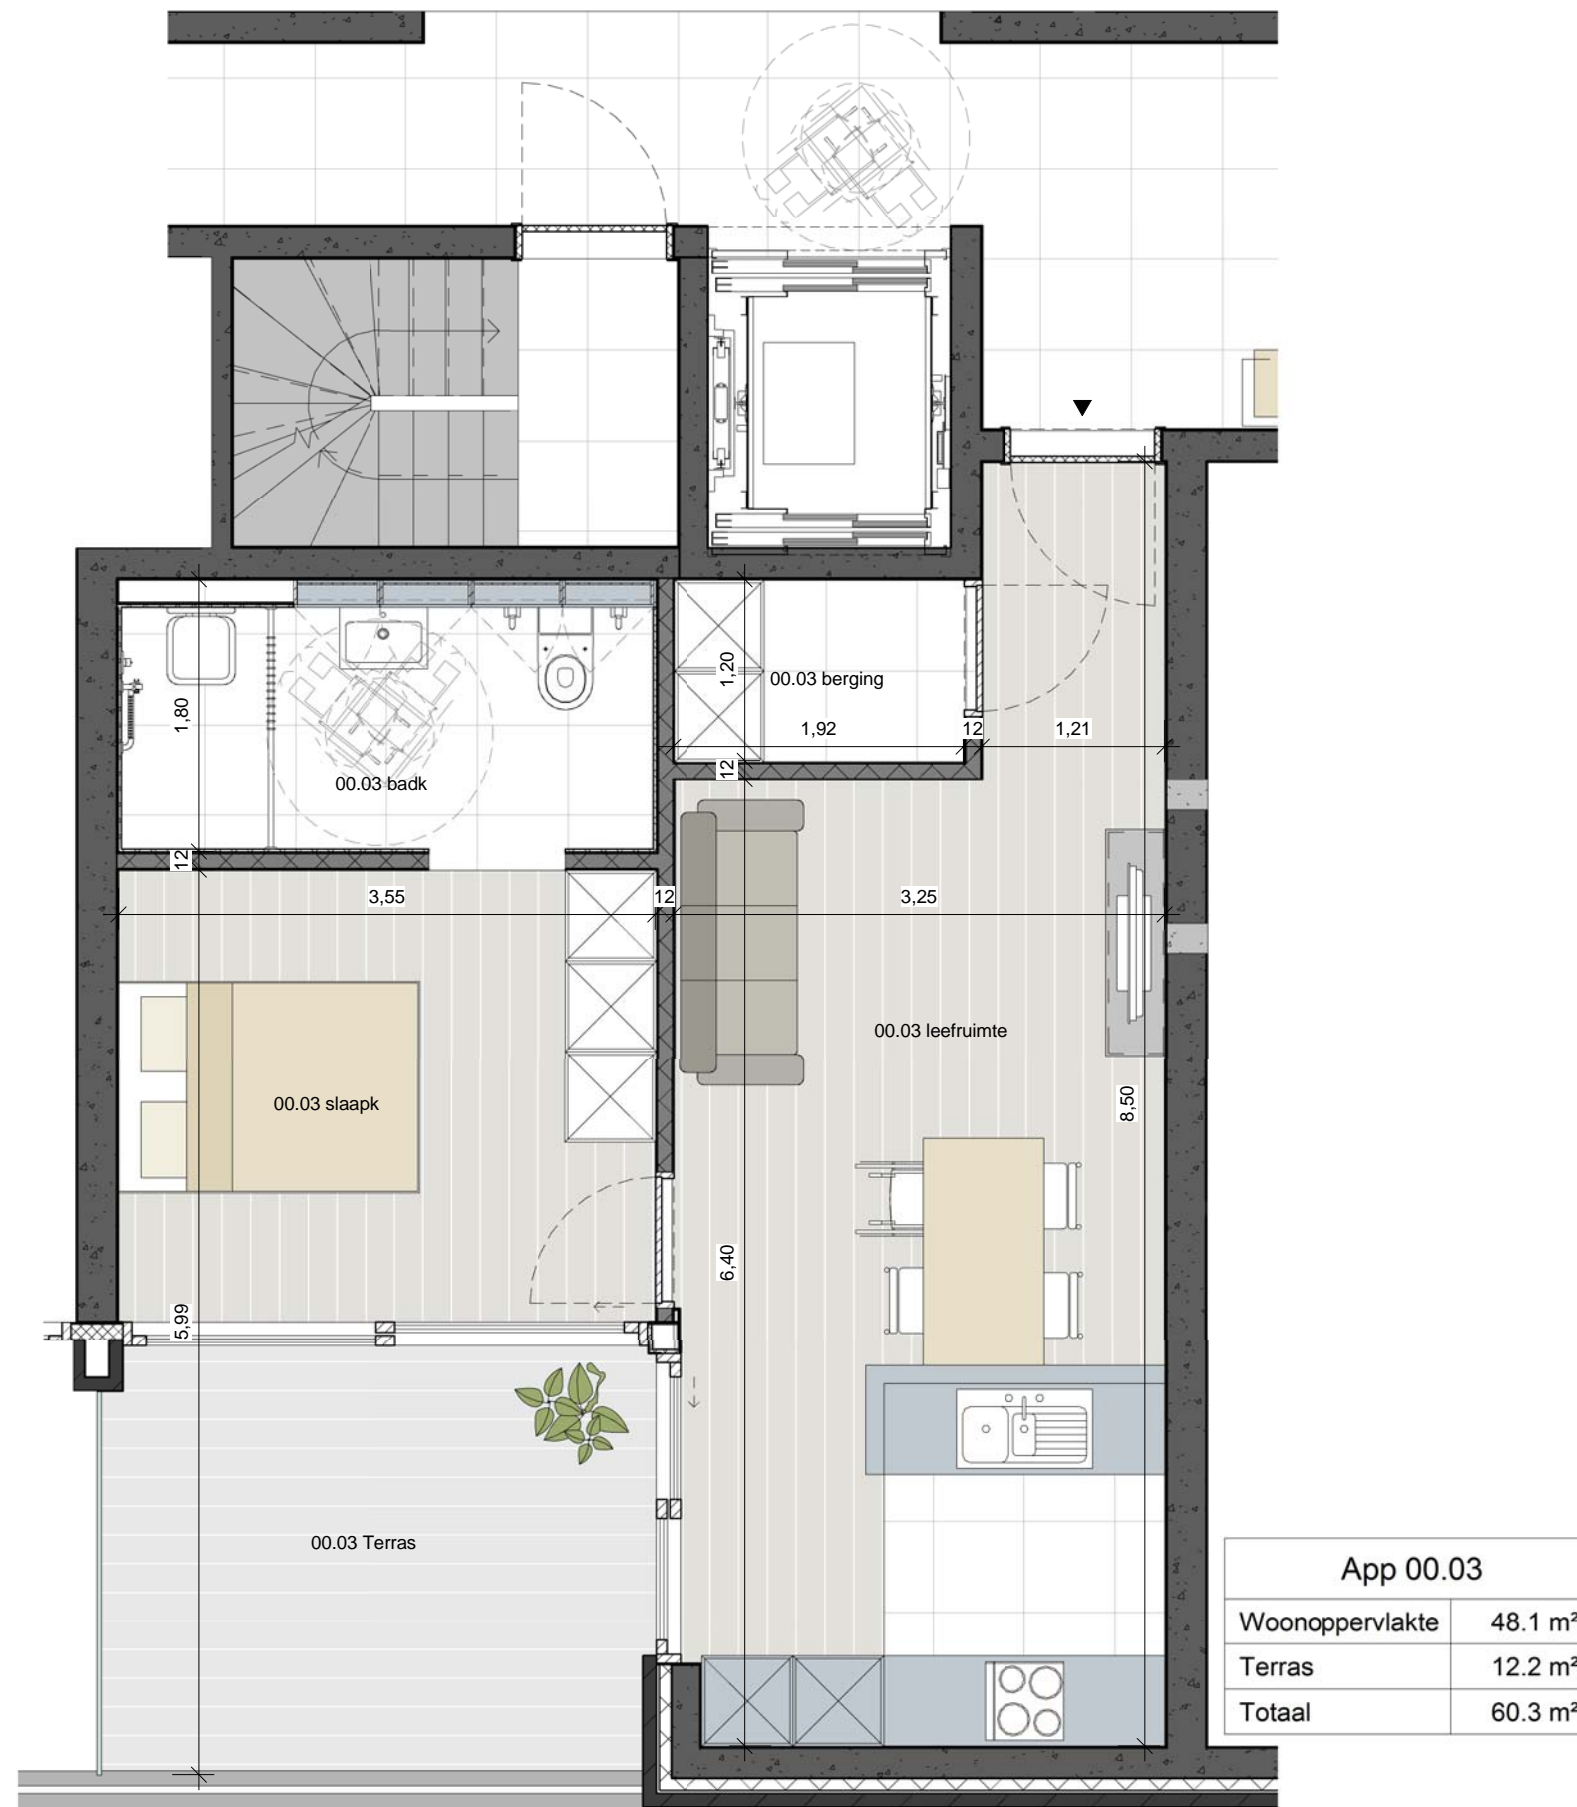 1,20
00.03 berging
1,80
1,92
12
1,21
12
00.03 badk
12
3,55
12
3,25
00.03 leefruimte
00.03 slaapk
8,50
6,40
5,99
00.03 Terras
App 00.03
Woonoppervlakte 48.1 m²
Terras 12.2 m²
Totaal 60.3 m²